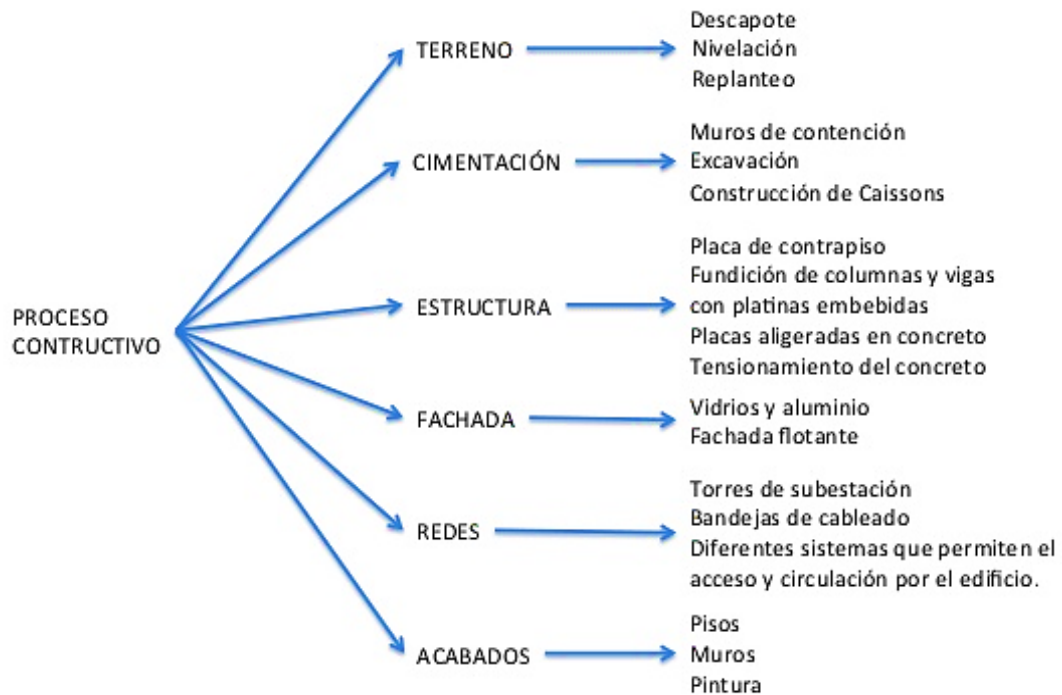 PROCESO
CONTRUCTIVO
TERRENO
Descapote
Nivelación
Replanteo
CIMENTACIÓN
Muros de contención
Excavación
Construcción de Caissons
ESTRUCTURA
Placa de contrapiso
Fundición de columnas y vigas
con platinas embebidas
Placas aligeradas en concreto
Tensionamiento del concreto
FACHADA
Vidrios y aluminio
Fachada flotante
REDES
Torres de subestación
Bandejas de cableado
Diferentes sistemas que permiten el
acceso y circulación por el edificio.
ACABADOS
Pisos
Muros
Pintura